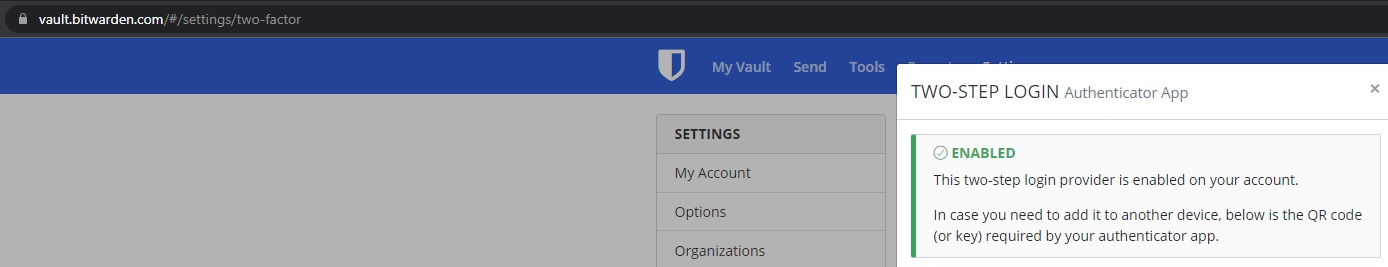 vault.bitwarden.com/#/settings/two-factor
My Vault Send Tools
TWO-STEP LOGIN Authenticator App ×
SETTINGS
My Account
Options
Organizations
ENABLED
This two-step login provider is enabled on your account.
In case you need to add it to another device, below is the QR code
(or key) required by your authenticator app.